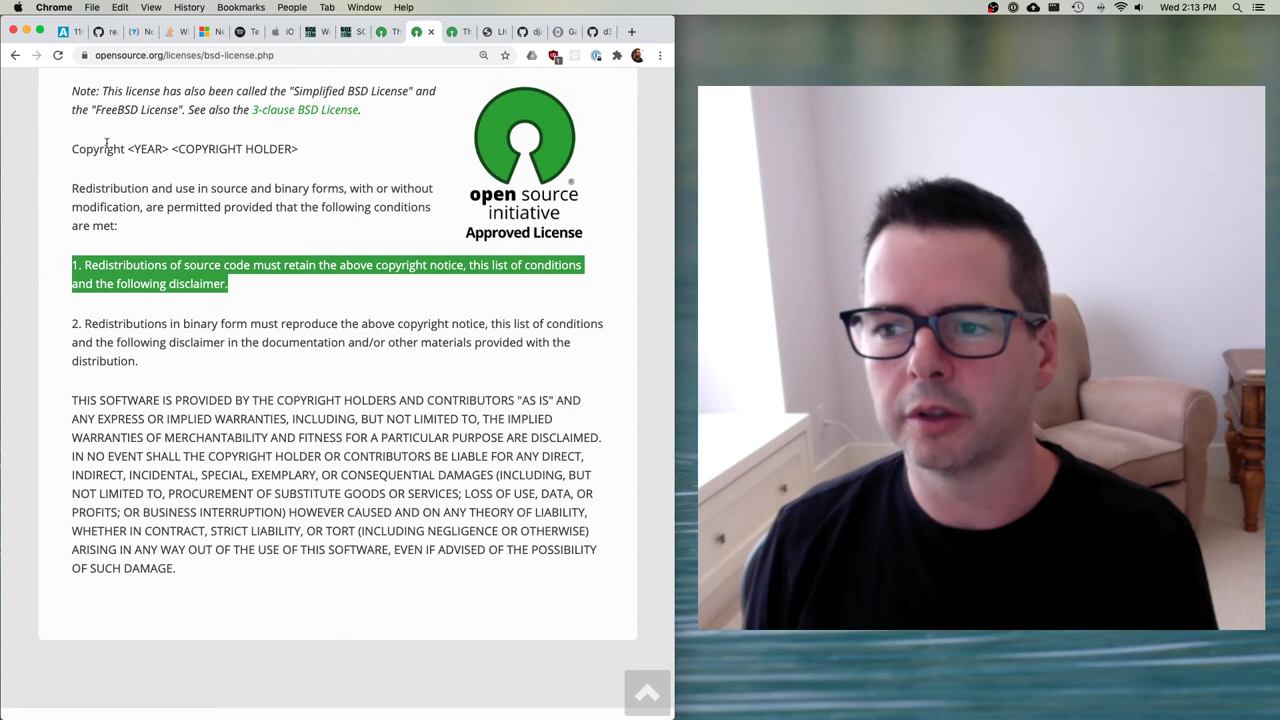 Chrome File Edit View History Bookmarks People Tab Window Help
Wed 2:13 PM
opensource.org/licenses/bsd-license.php
Note: This license has also been called the "Simplified BSD License" and
the "FreeBSD License". See also the 3-clause BSD License.
Copyright <YEAR> <COPYRIGHT HOLDER>
Redistribution and use in source and binary forms, with or without
modification, are permitted provided that the following conditions
are met:
®
open source
initiative
Approved License
1. Redistributions of source code must retain the above copyright notice, this list of conditions
and the following disclaimer.
2. Redistributions in binary form must reproduce the above copyright notice, this list of conditions
and the following disclaimer in the documentation and/or other materials provided with the
distribution.
THIS SOFTWARE IS PROVIDED BY THE COPYRIGHT HOLDERS AND CONTRIBUTORS "AS IS" AND
ANY EXPRESS OR IMPLIED WARRANTIES, INCLUDING, BUT NOT LIMITED TO, THE IMPLIED
WARRANTIES OF MERCHANTABILITY AND FITNESS FOR A PARTICULAR PURPOSE ARE DISCLAIMED.
IN NO EVENT SHALL THE COPYRIGHT HOLDER OR CONTRIBUTORS BE LIABLE FOR ANY DIRECT,
INDIRECT, INCIDENTAL, SPECIAL, EXEMPLARY, OR CONSEQUENTIAL DAMAGES (INCLUDING, BUT
NOT LIMITED TO, PROCUREMENT OF SUBSTITUTE GOODS OR SERVICES; LOSS OF USE, DATA, OR
PROFITS; OR BUSINESS INTERRUPTION) HOWEVER CAUSED AND ON ANY THEORY OF LIABILITY,
WHETHER IN CONTRACT, STRICT LIABILITY, OR TORT (INCLUDING NEGLIGENCE OR OTHERWISE)
ARISING IN ANY WAY OUT OF THE USE OF THIS SOFTWARE, EVEN IF ADVISED OF THE POSSIBILITY
OF SUCH DAMAGE.